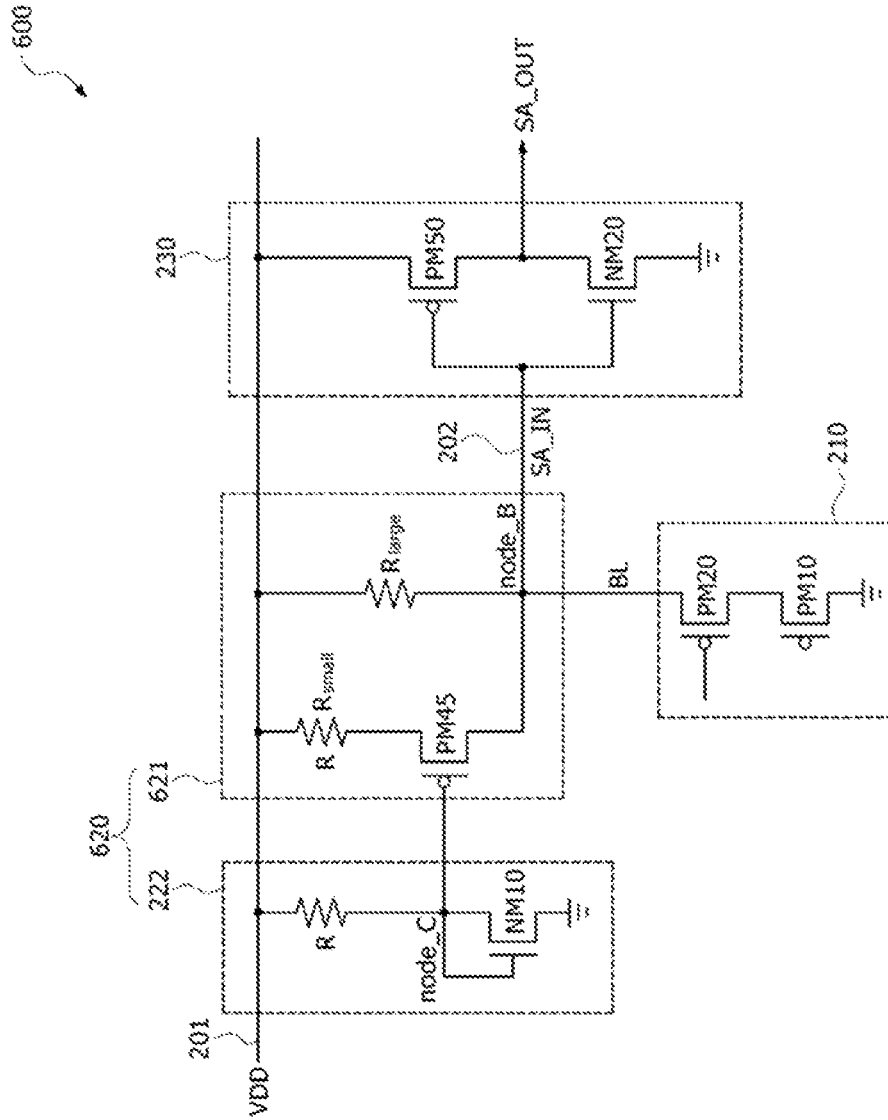 600
SA_OUT
230
PM50
NM20
202
SA_IN
210
node_B
BL
Rlarge
PM20
PM10
Rsmall
R
PM45
620
621
222
R
node_C
NM10
201
VDD